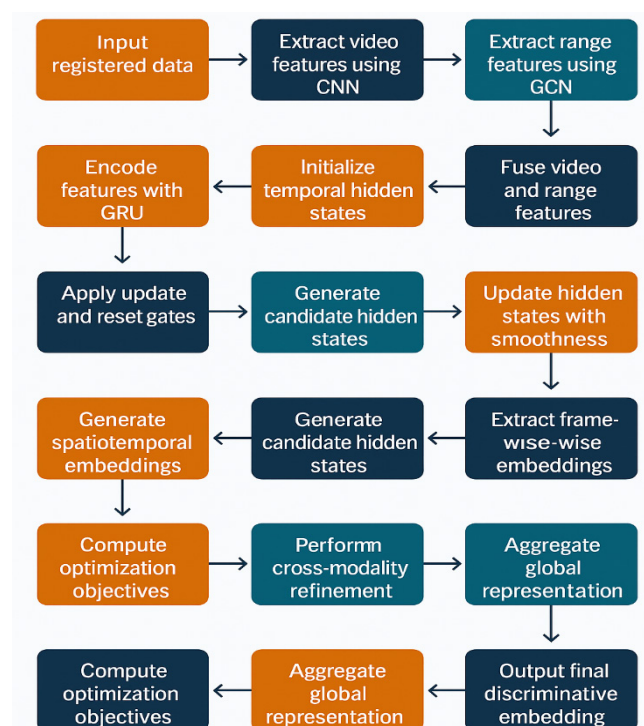 Input
registered data
Extract video
features using
CNN
Extract range
features using
GCN
Encode
features with
GRU
Initialize
temporal hidden
states
Fuse video
and range
features
Apply update
and reset gates
Generate
candidate hidden
states
Update hidden
states with
smoothness
Generate
spatiotemporal
embeddings
Generate
candidate hidden
states
Extract frame-
wise-wise
embeddings
Compute
optimization
objectives
Performn
cross-modality
refinement
Aggregate
global
representation
Compute
optimization
objectives
Aggregate
global
representation
Output final
discriminative
embedding